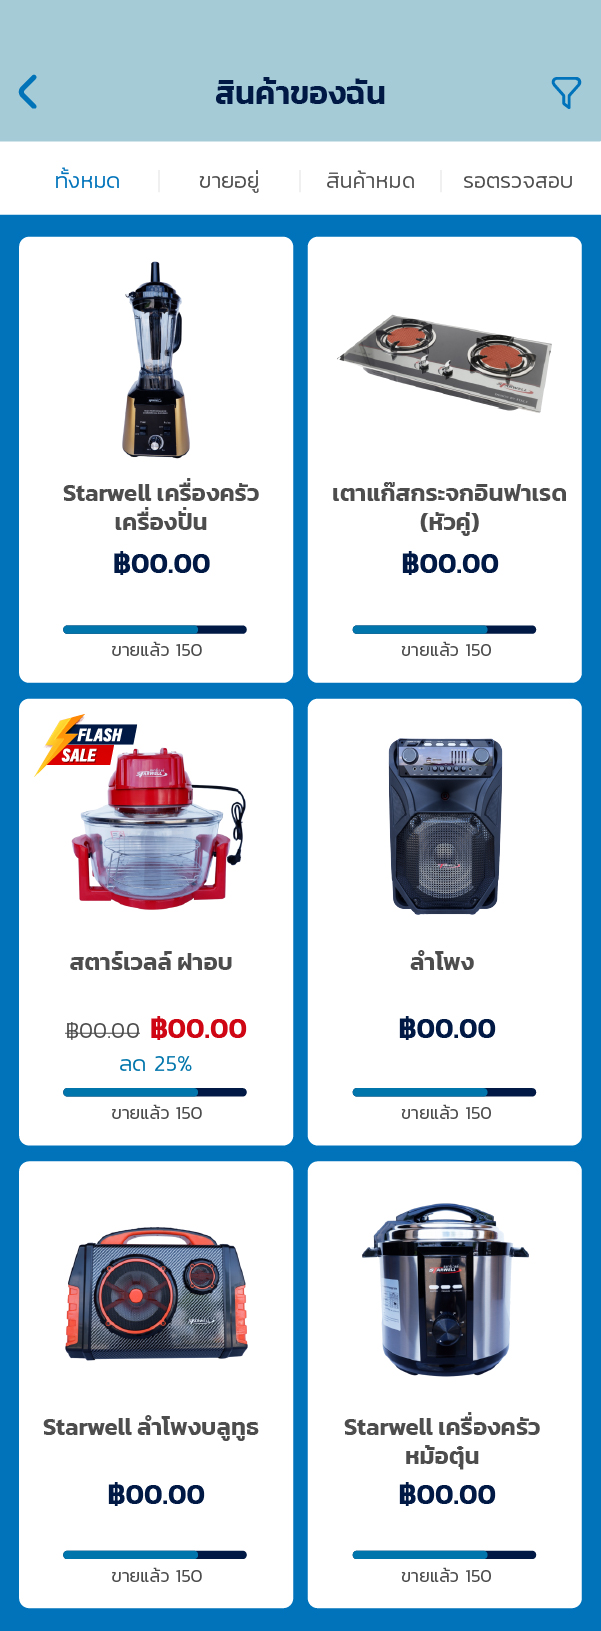 สินค้าของฉัน
ทั้งหมด
ขายอยู่
สินค้าหมด
รอตรวจสอบ
Starwell เครื่องครัว
เครื่องปั่น
฿00.00
ขายแล้ว 150
STARWELL
เตาแก๊สกระจกอินฟาเรด
(หัวคู่)
฿00.00
ขายแล้ว 150
FLASH
SALE
STARWELL
สตาร์เวลล์ ฝาอบ
฿00.00 ฿00.00
ลด 25%
ขายแล้ว 150
ลำโพง
฿00.00
ขายแล้ว 150
STARWELL
Starwell ลำโพงบลูทูธ
฿00.00
ขายแล้ว 150
STARWELL
Starwell เครื่องครัว
หม้อตุ๋น
฿00.00
ขายแล้ว 150